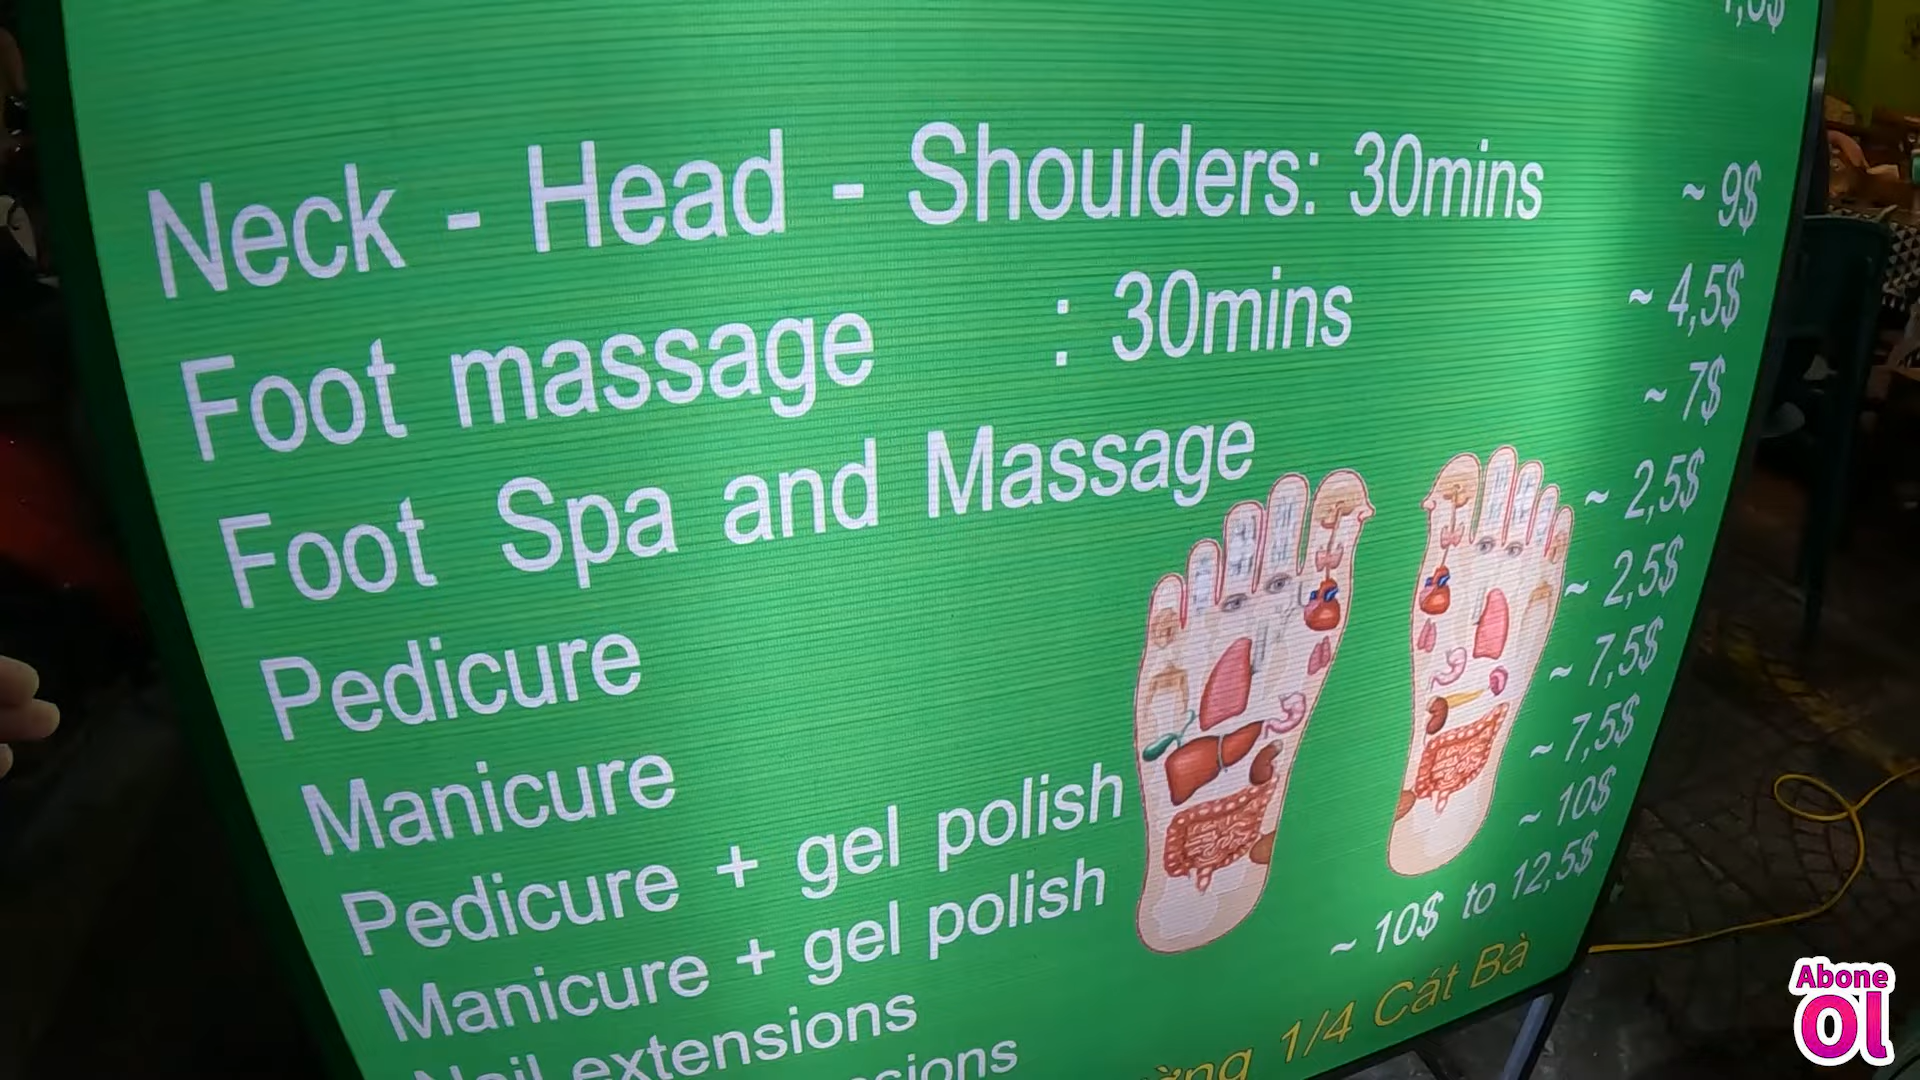 Neck - Head - Shoulders: 30mins ~ 9$
Foot massage : 30mins ~ 4,5$
Foot Spa and Massage ~ 7$
Pedicure ~ 2,5$
Manicure ~ 2,5$
Pedicure + gel polish ~ 7,5$
Manicure + gel polish ~ 7,5$
Nail extensions ~ 10$
~ 10$ to 12,5$
1/4 Cát Bà
Abone
Ol